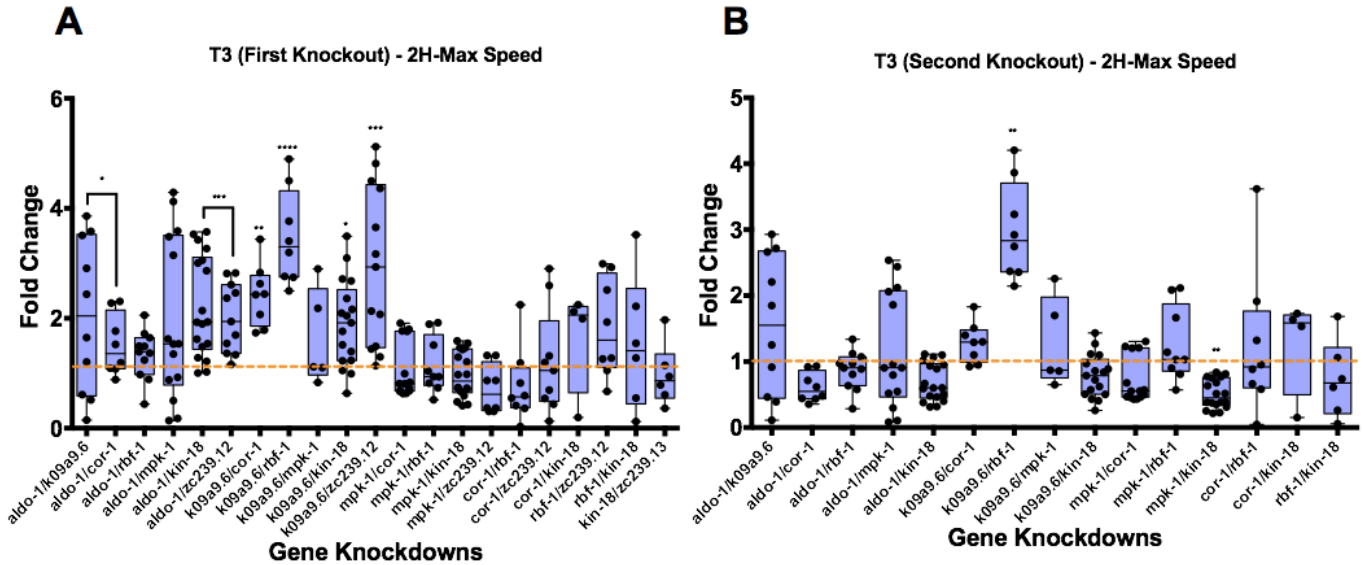 A
T3 (First Knockout) - 2H-Max Speed
Fold Change
6
4
2
0
*
***
**
****
*
***
aldo-1/k09a9.6
aldo-1/cor-1
aldo-1/rbf-1
aldo-1/mpk-1
aldo-1/kin-18
aldo-1/zc239.12
k09a9.6/cor-1
k09a9.6/rbf-1
k09a9.6/mpk-1
k09a9.6/kin-18
k09a9.6/zc239.12
mpk-1/cor-1
mpk-1/rbf-1
mpk-1/kin-18
mpk-1/zc239.12
cor-1/rbf-1
cor-1/zc239.12
cor-1/kin-18
rbf-1/zc239.12
rbf-1/kin-18
kin-18/zc239.13
Gene Knockdowns
B
T3 (Second Knockout) - 2H-Max Speed
Fold Change
5
4
3
2
1
0
**
**
aldo-1/k09a9.6
aldo-1/cor-1
aldo-1/rbf-1
aldo-1/mpk-1
aldo-1/kin-18
k09a9.6/cor-1
k09a9.6/rbf-1
k09a9.6/mpk-1
k09a9.6/kin-18
mpk-1/cor-1
mpk-1/rbf-1
mpk-1/kin-18
cor-1/rbf-1
cor-1/kin-18
rbf-1/kin-18
Gene Knockdowns